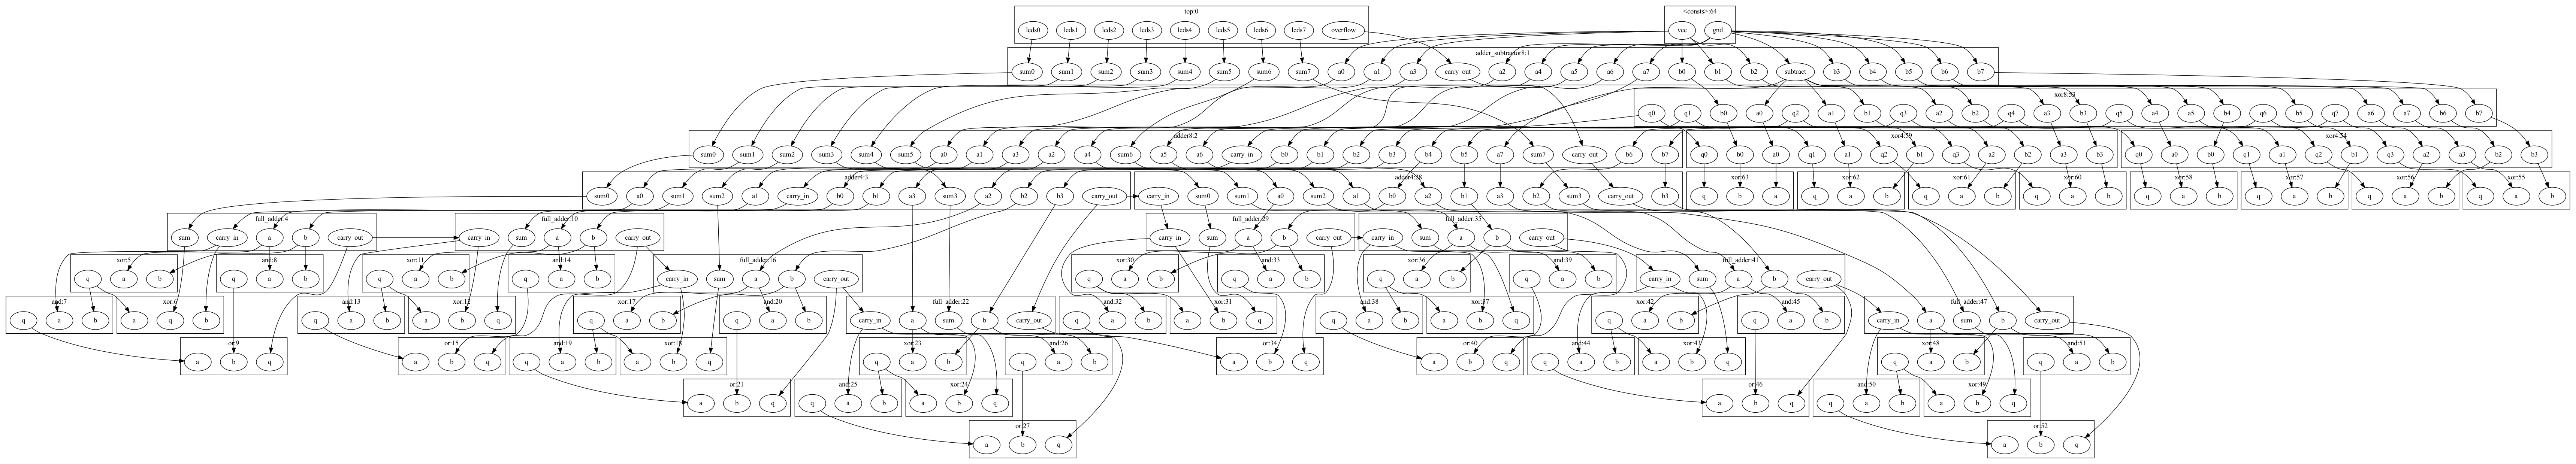 top:0
<consts>:64
leds0 leds1 leds2 leds3 leds4 leds5 leds6 leds7 overflow vcc gnd
adder_subtractor8:1
sum0 sum1 sum2 sum3 sum4 sum5 sum6 sum7 a0 a1 a3 carry_out a2 a4 a5 a6 a7 b0 b1 b2 subtract b3 b4 b5 b6 b7
xor8:53
q0 q1 b0 a0 q2 a1 b1 q3 a2 b2 q4 a3 b3 q5 a4 b4 a5 q6 b5 q7 a6 a7 b6 b7
adder8:2 xor4:59 xor4:54
sum0 sum1 sum2 sum3 sum4 sum5 a0 a1 a3 a2 a4 sum6 a5 a6 carry_in b0 b1 b2 b3 b4 b5 a7 sum7 carry_out b6 b7 q0 b0 a0 q1 a1 q2 b1 q3 a2 b2 a3 b3 q0 a0 b0 q1 a1 q2 b1 q3 a2 a3 b2 b3
adder4:3 adder4:28
sum0 a0 sum1 sum2 a1 carry_in b0 b1 a3 sum3 a2 b2 b3 carry_out carry_in sum0 sum1 a0 sum2 a1 a2 b0 b1 a3 b2 sum3 carry_out b3
xor:63 xor:62 xor:61 xor:60 xor:58 xor:57 xor:56 xor:55
q b a q a b q a b q a b q a b q a b q a b q a b
full_adder:4 full_adder:10 full_adder:29 full_adder:35
sum carry_in a b carry_out carry_in sum a b carry_out carry_in sum a b carry_out carry_in sum a b carry_out
xor:5 and:8 xor:11 and:14 full_adder:16 xor:30 and:33 xor:36 and:39 full_adder:41
q a b q a b q a b q a b carry_in sum a b carry_out q a b q a b q a b q a b carry_in sum a b carry_out
and:7 xor:6 and:13 xor:12 xor:17 and:20 full_adder:22 and:32 xor:31 and:38 xor:37 xor:42 and:45 full_adder:47
q a b a q b q a b a b q q a b q a b carry_in a sum b carry_out q a b a b q q a b a b q q a b q a b carry_in a sum b carry_out
or:9 or:15 and:19 xor:18 xor:23 and:26 or:34 or:40 and:44 xor:43 xor:48 and:51
a b q a b q q a b a b q q a b q a b a b q a b q q a b a b q q a b q a b
or:21 and:25 xor:24 or:46 and:50 xor:49
a b q q a b a b q a b q q a b a b q
or:27 or:52
a b q a b q